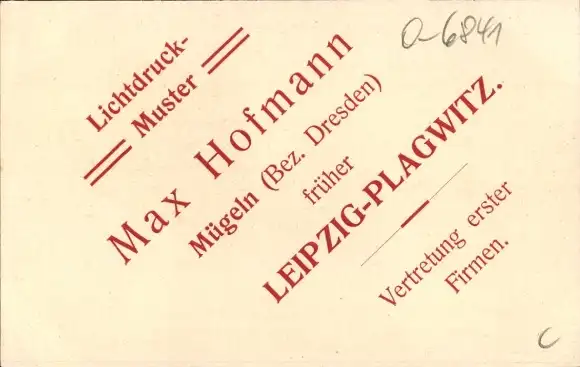 O-6841
Lichtdruck-
Muster
Max Hofmann
Mügeln (Bez. Dresden)
früher
LEIPZIG-PLAGWITZ.
Vertretung erster
Firmen.
C